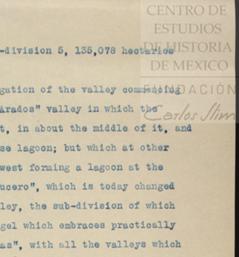 CENTRO DE
ESTUDIOS
DE HISTORIA
DE MEXICO
FUNDACIÓN
Carlos Slim
-division 5, 135,078 hectares
gation of the valley commencing
Arados" valley in which the
t, in about the middle of it, and
se lagoon; but which at other
west forming a lagoon at the
ucero", which is today changed
ley, the sub-division of which
gel which embraces practically
as", with all the valleys which